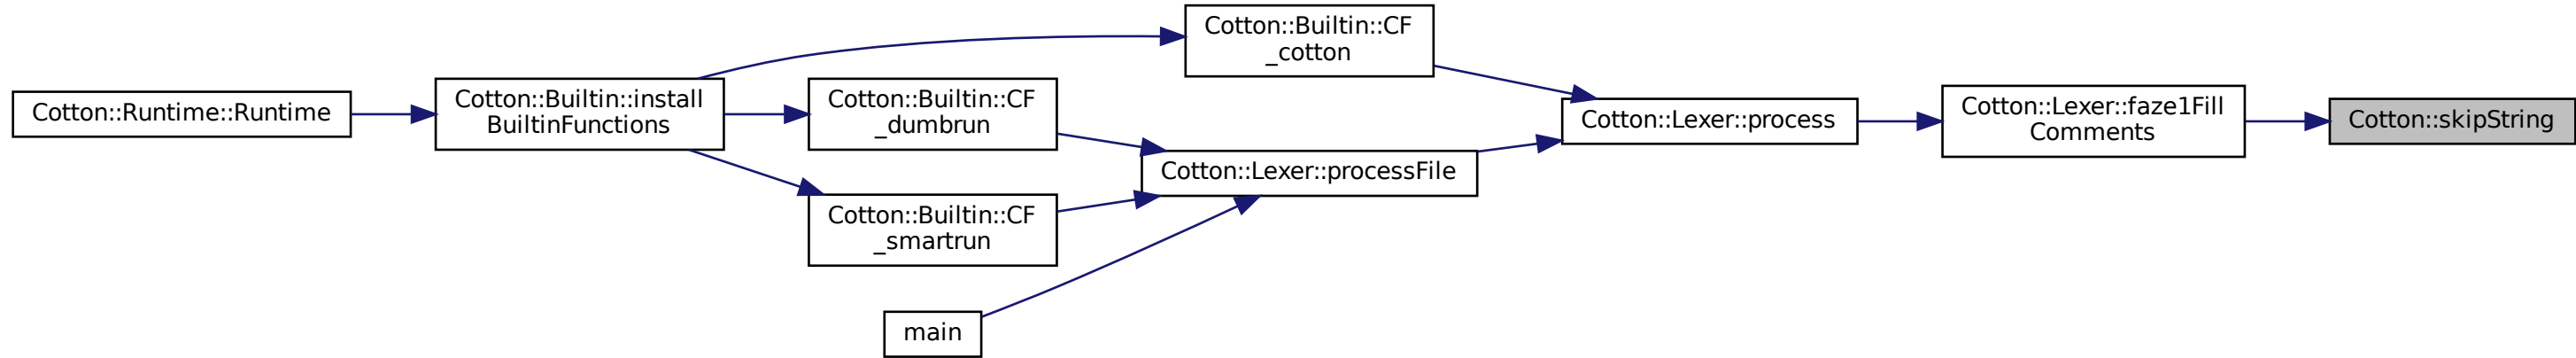 Cotton::Runtime::Runtime
Cotton::Builtin::install
BuiltinFunctions
Cotton::Builtin::CF
_cotton
Cotton::Builtin::CF
_dumbrun
Cotton::Builtin::CF
_smartrun
main
Cotton::Lexer::processFile
Cotton::Lexer::process
Cotton::Lexer::faze1Fill
Comments
Cotton::skipString